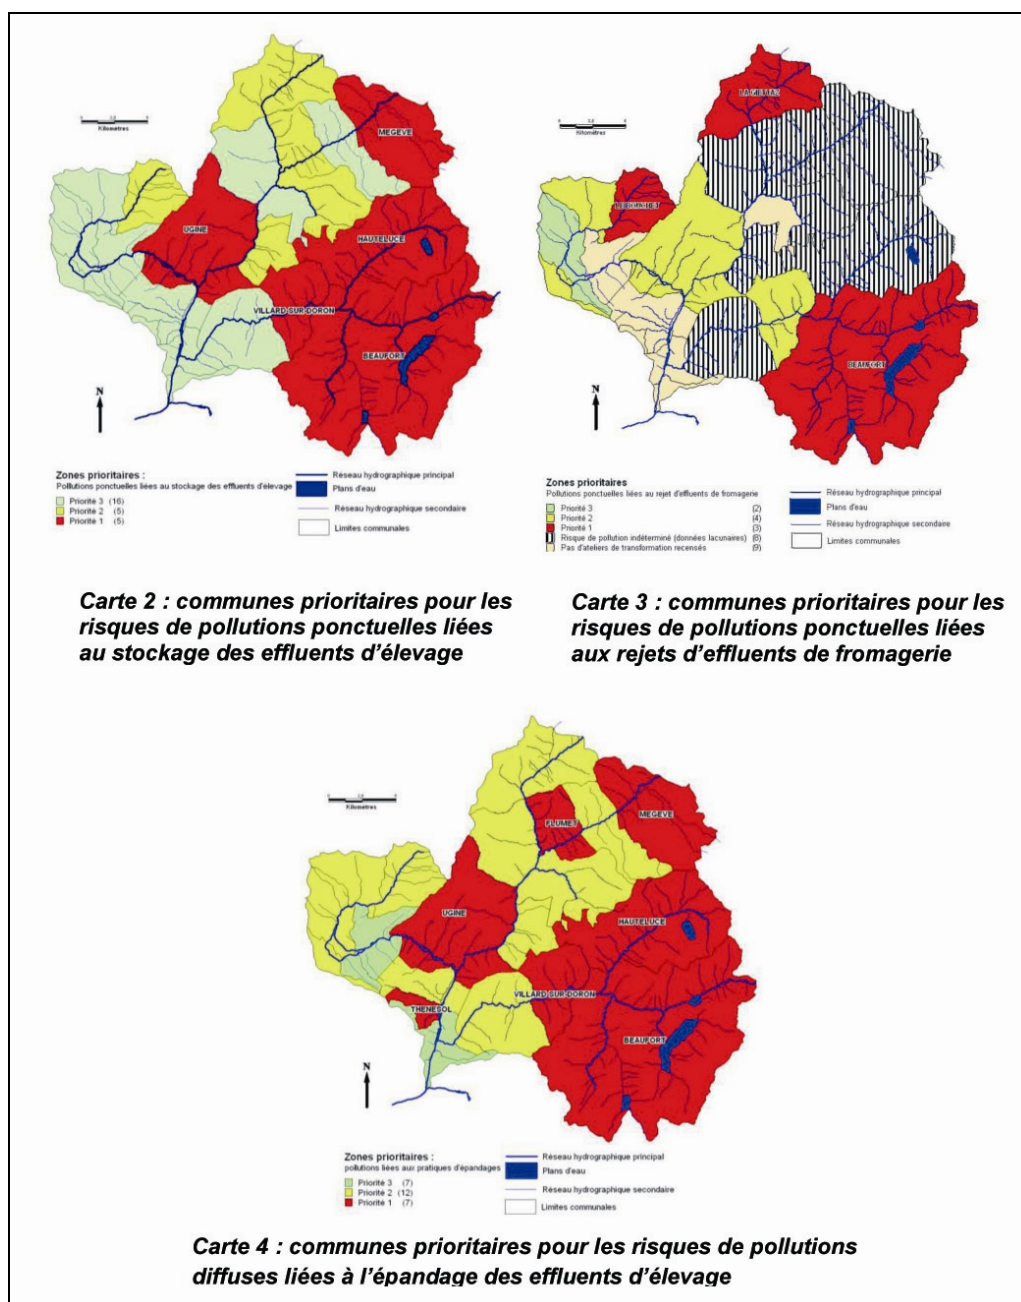 Kilomètres
MEGEVE
UGINE
HAUTELUCE
VILLARD-SUR-DORON
BEAUFORT
N
Zones prioritaires :
Pollutions ponctuelles liées au stockage des effluents d'élevage
Priorité 3 (16)
Priorité 2 (5)
Priorité 1 (5)
Réseau hydrographique principal
Plans d'eau
Réseau hydrographique secondaire
Limites communales
Kilomètres
LA GIETTAZ
LE BOUCHET
BEAUFORT
N
Zones prioritaires
Pollutions ponctuelles liées au rejet d'effluents de fromagerie
Priorité 3 (2)
Priorité 2 (4)
Priorité 1 (3)
Risque de pollution indéterminé (données lacunaires) (8)
Pas d'ateliers de transformation recensés (9)
Réseau hydrographique principal
Plans d'eau
Réseau hydrographique secondaire
Limites communales
Carte 2 : communes prioritaires pour les
risques de pollutions ponctuelles liées
au stockage des effluents d'élevage
Carte 3 : communes prioritaires pour les
risques de pollutions ponctuelles liées
aux rejets d'effluents de fromagerie
Kilomètres
FLUMET
MEGEVE
UGINE
HAUTELUCE
VILLARD-SUR-DORON
THENESOL
BEAUFORT
N
Zones prioritaires :
pollutions liées aux pratiques d'épandages
Priorité 3 (7)
Priorité 2 (12)
Priorité 1 (7)
Réseau hydrographique principal
Plans d'eau
Réseau hydrographique secondaire
Limites communales
Carte 4 : communes prioritaires pour les risques de pollutions
diffuses liées à l'épandage des effluents d'élevage